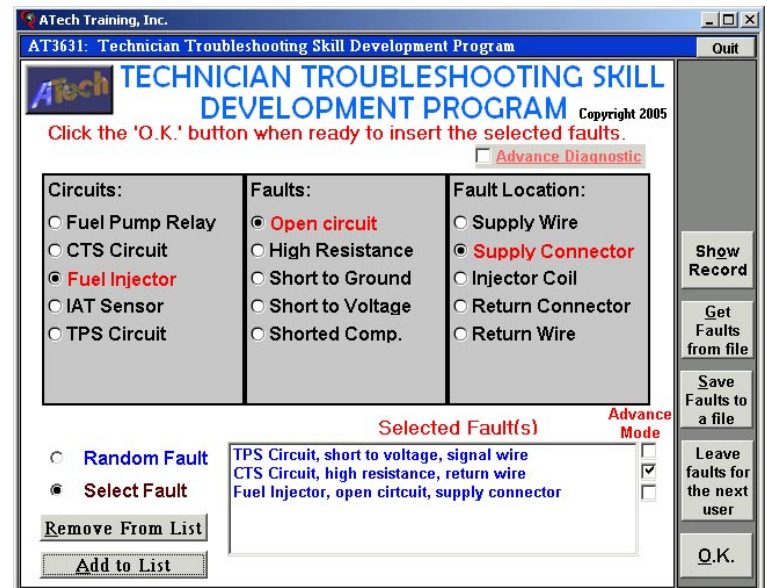 ATech Training, Inc.
AT3631: Technician Troubleshooting Skill Development Program
Quit
ATech
TECHNICIAN TROUBLESHOOTING SKILL
DEVELOPMENT PROGRAM Copyright 2005
Click the 'O.K.' button when ready to insert the selected faults.
Advance Diagnostic
Circuits:
Fuel Pump Relay
CTS Circuit
Fuel Injector
IAT Sensor
TPS Circuit
Faults:
Open circuit
High Resistance
Short to Ground
Short to Voltage
Shorted Comp.
Fault Location:
Supply Wire
Supply Connector
Injector Coil
Return Connector
Return Wire
Show
Record
Get
Faults
from file
Save
Faults to
a file
Leave
faults for
the next
user
O.K.
Selected Fault(s)
Advance
Mode
Random Fault
Select Fault
Remove From List
Add to List
TPS Circuit, short to voltage, signal wire
CTS Circuit, high resistance, return wire
Fuel Injector, open cirtcuit, supply connector